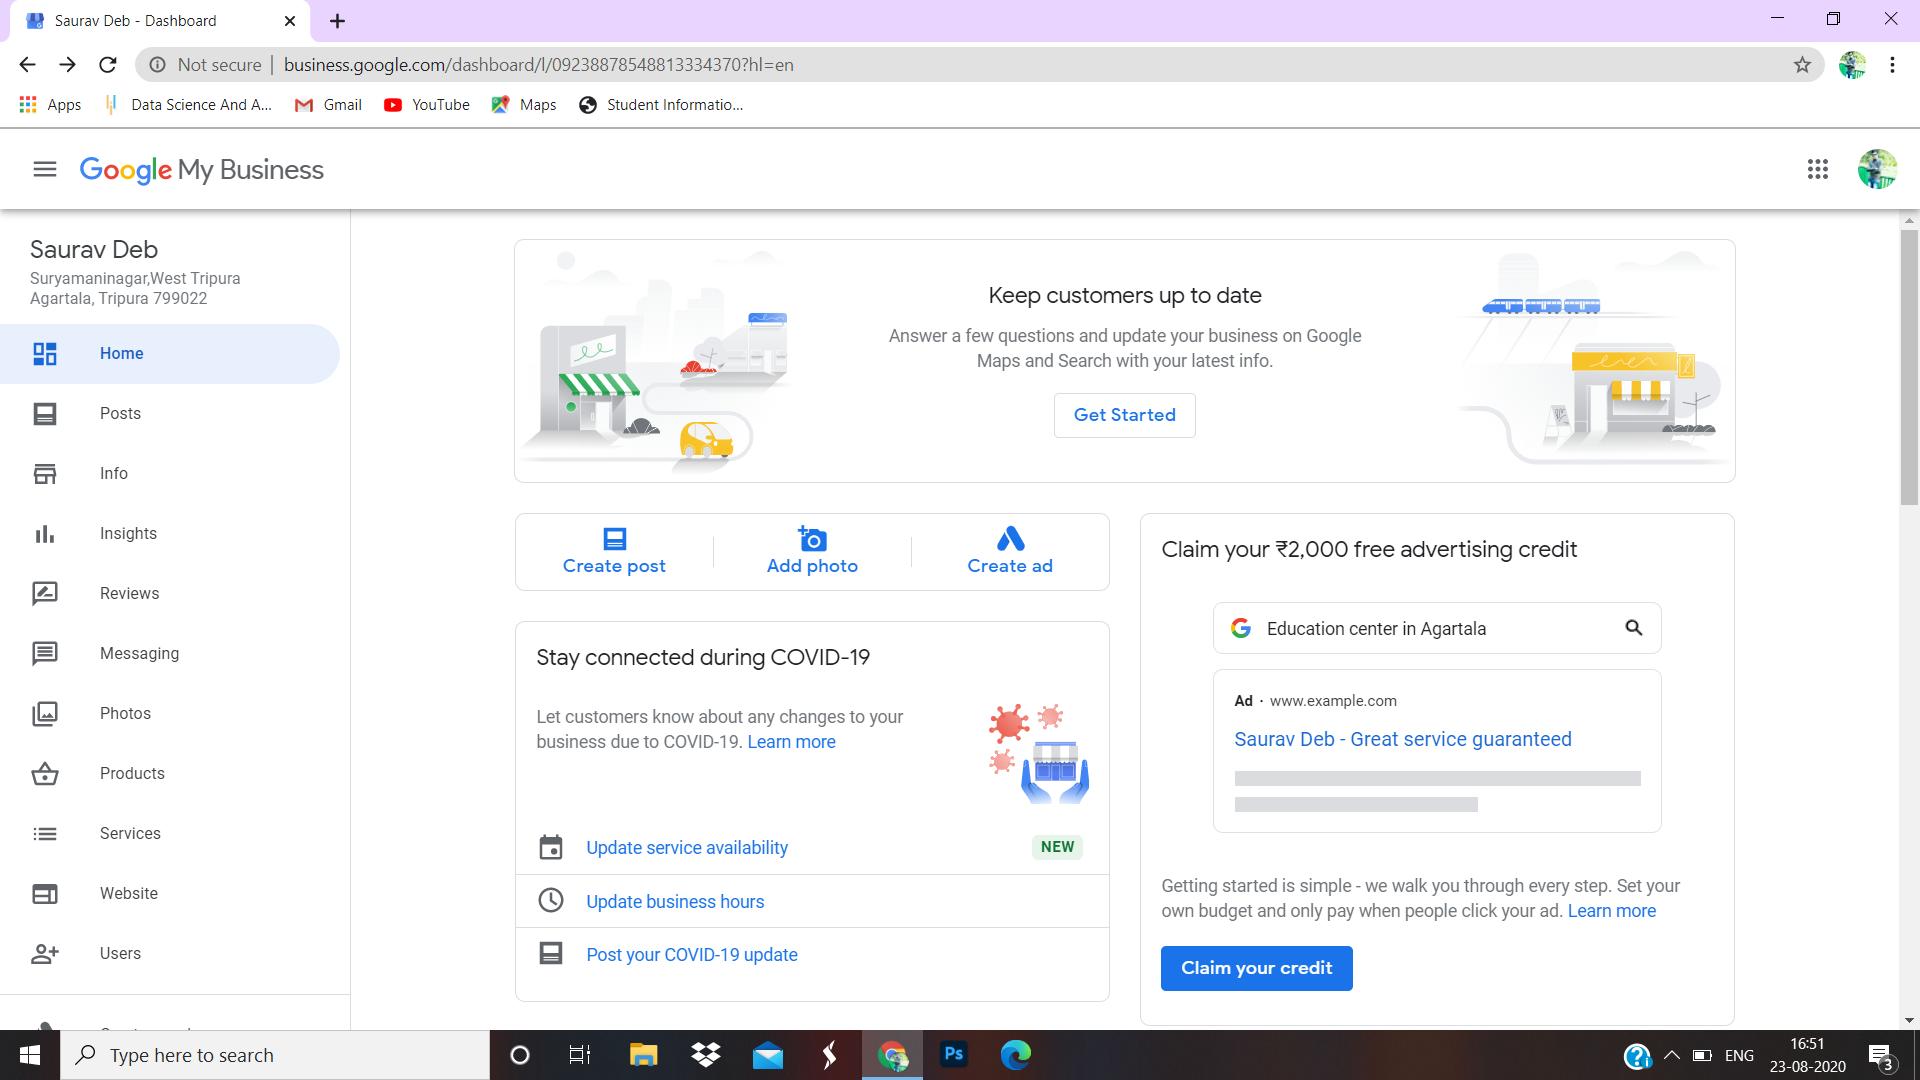 Saurav Deb - Dashboard
Not secure | business.google.com/dashboard/l/09238878548813334370?hl=en
Apps Data Science And A... Gmail YouTube Maps Student Informatio...
Google My Business
Saurav Deb
Suryamaninagar,West Tripura
Agartala, Tripura 799022
Home
Posts
Info
Insights
Reviews
Messaging
Photos
Products
Services
Website
Users
Keep customers up to date
Answer a few questions and update your business on Google
Maps and Search with your latest info.
Get Started
Create post
Add photo
Create ad
Stay connected during COVID-19
Let customers know about any changes to your
business due to COVID-19. Learn more
Update service availability NEW
Update business hours
Post your COVID-19 update
Claim your ₹2,000 free advertising credit
Education center in Agartala
Ad · www.example.com
Saurav Deb - Great service guaranteed
Getting started is simple - we walk you through every step. Set your
own budget and only pay when people click your ad. Learn more
Claim your credit
Type here to search
Ps
ENG
16:51
23-08-2020
3